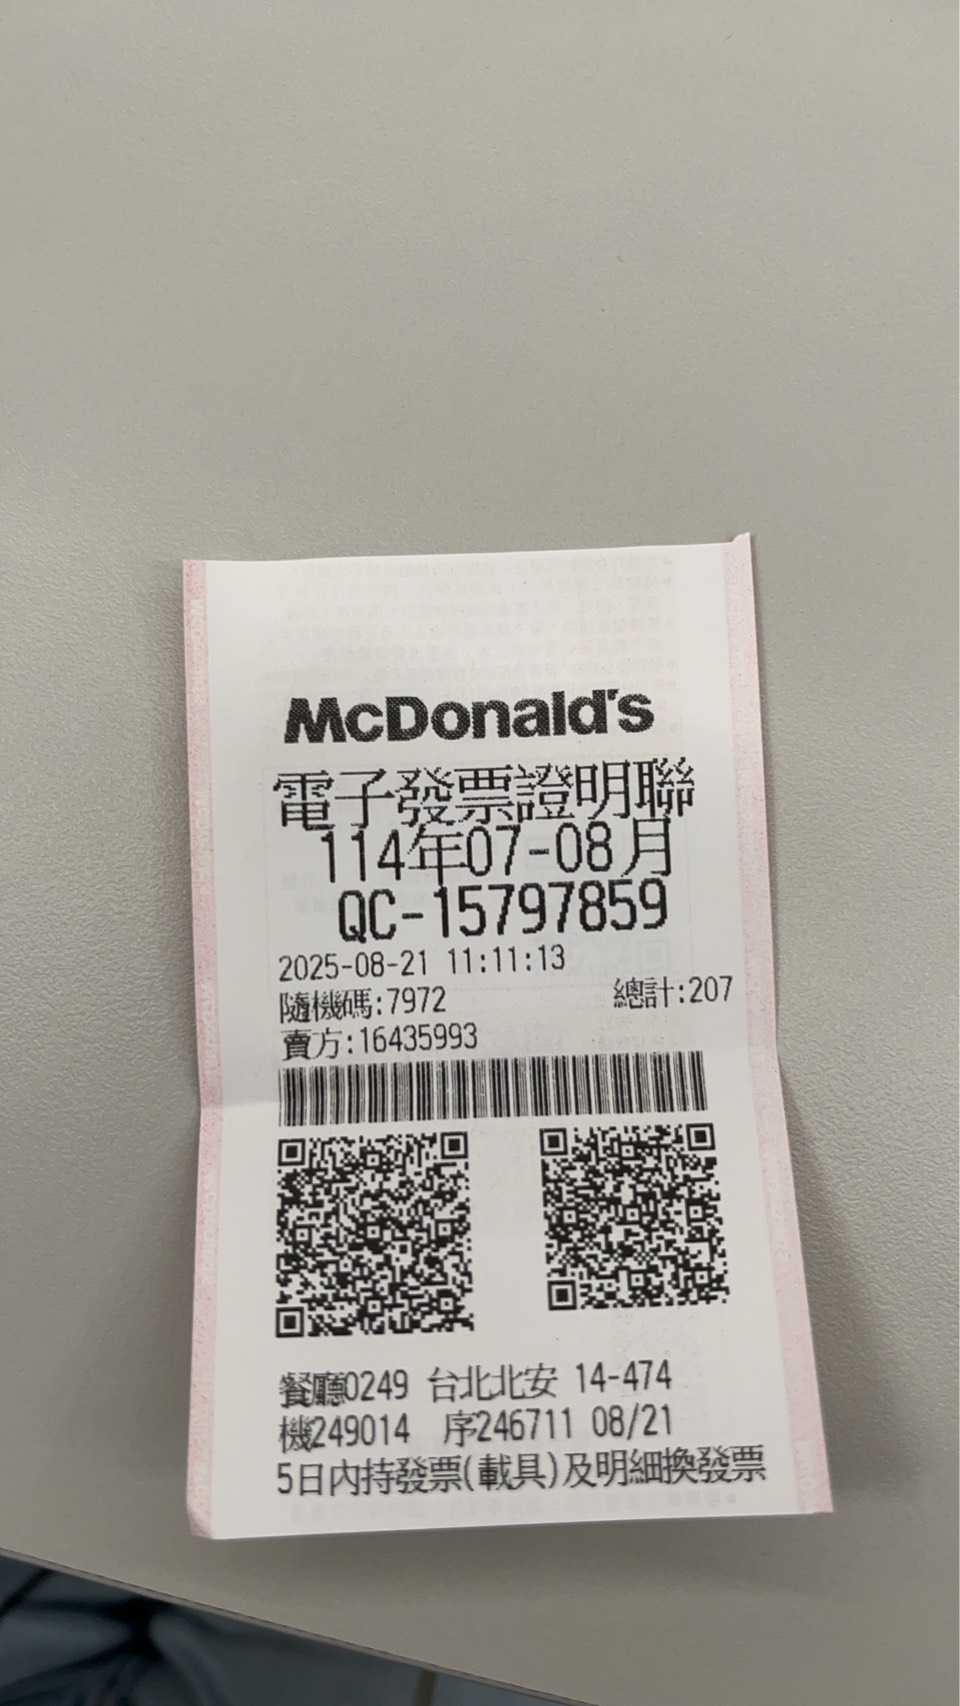 McDonald's
電子發票證明聯
114年07-08月
QC-15797859
2025-08-21 11:11:13
隨機碼:7972 總計:207
賣方:16435993
餐廳0249 台北北安 14-474
機249014 序246711 08/21
5日內持發票(載具)及明細換發票